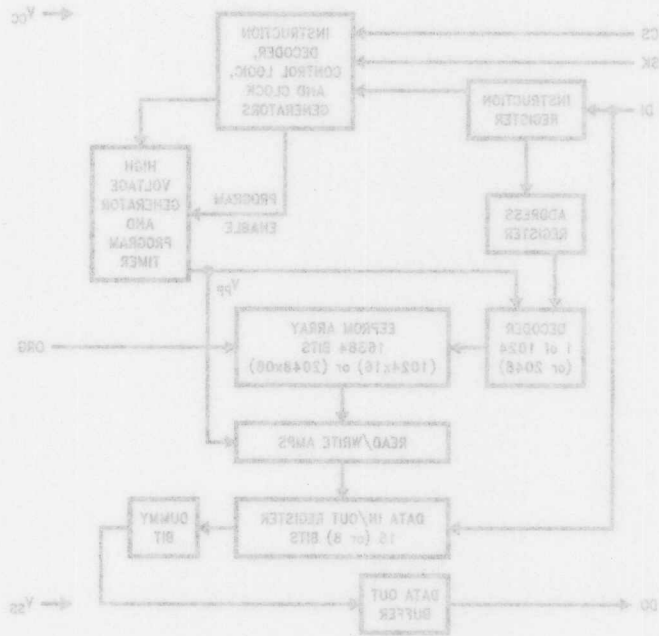 VCC
INSTRUCTION
DECODER,
CONTROL LOGIC,
AND CLOCK
GENERATORS
CS
SK
INSTRUCTION
REGISTER
DI
HIGH
VOLTAGE
GENERATOR
AND
PROGRAM
TIMER
PROGRAM
ENABLE
ADDRESS
REGISTER
VPP
ORG
EEPROM ARRAY
16384 BITS
(1024x16) or (2048x08)
DECODER
1 of 1024
(or 2048)
READ/WRITE AMPS
DUMMY
BIT
DATA IN/OUT REGISTER
16 (or 8) BITS
VSS
DATA OUT
BUFFER
DO